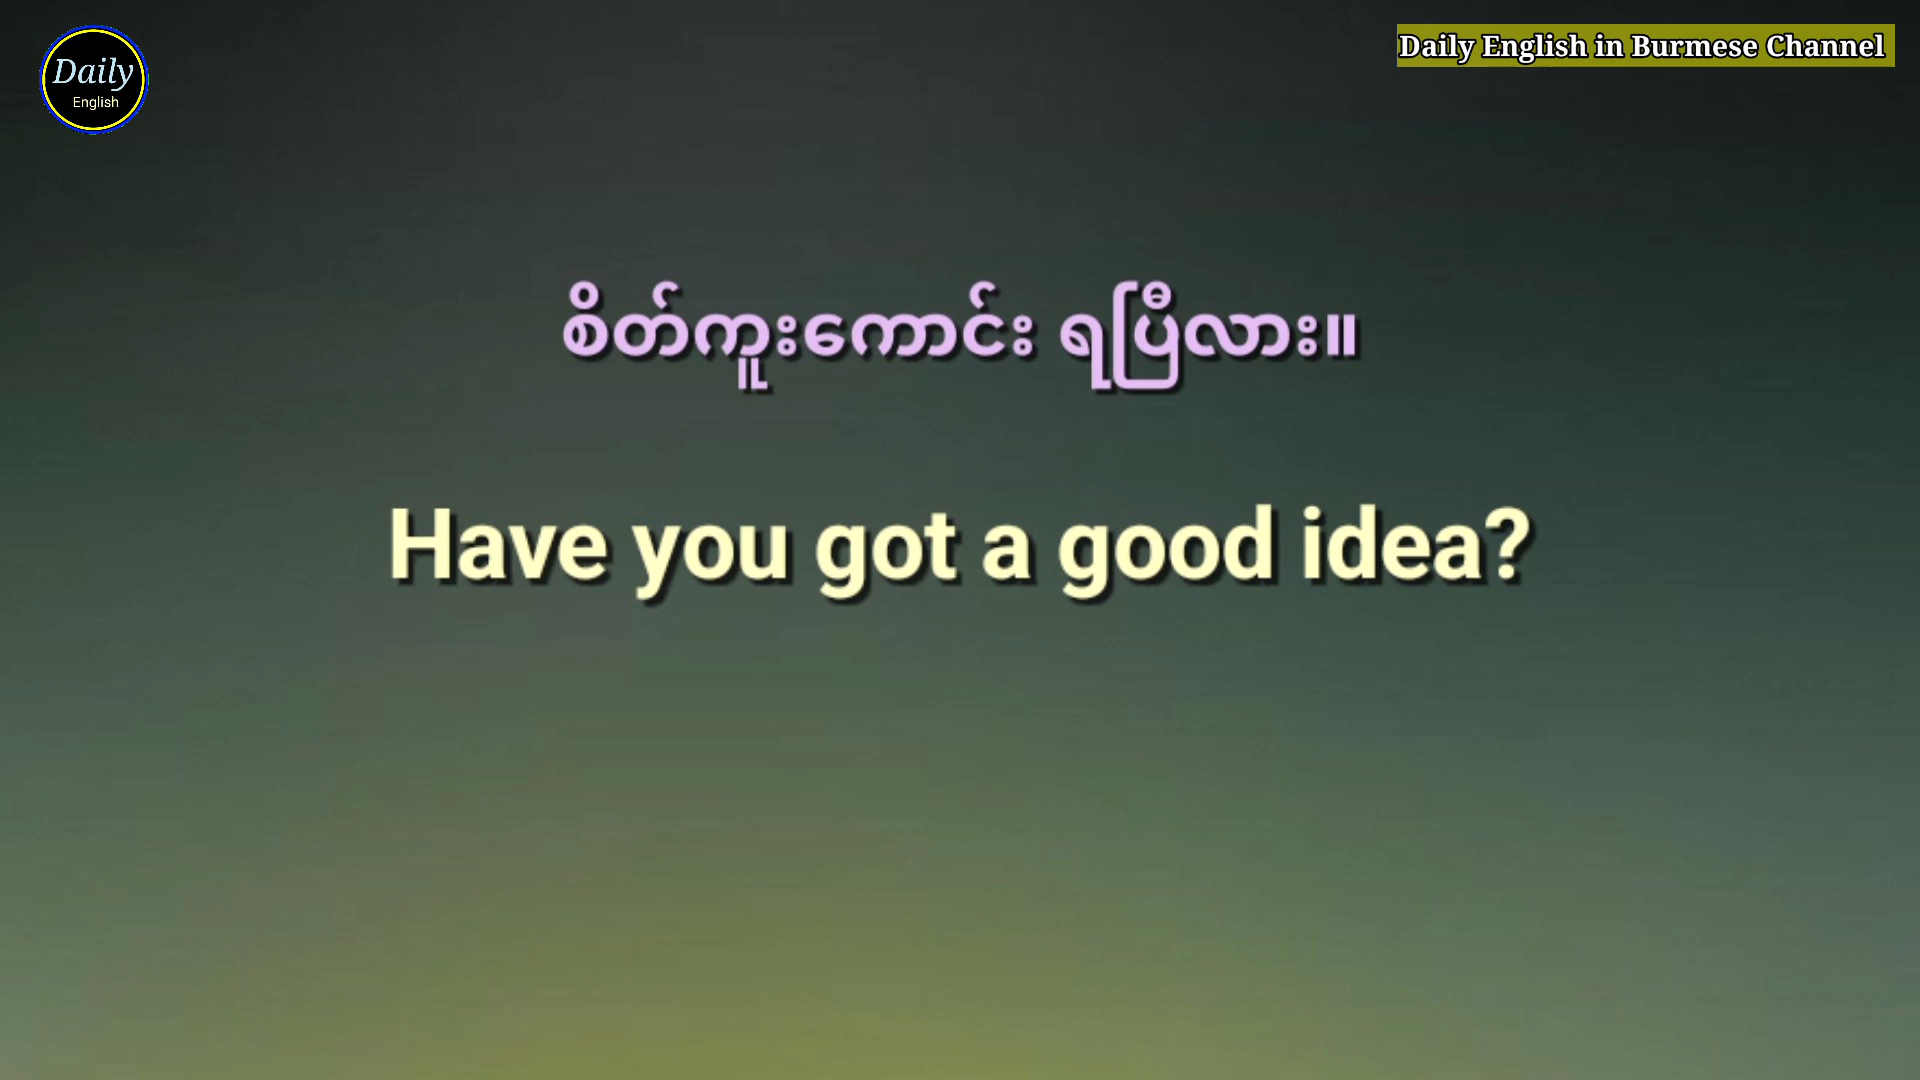 Daily
English
Daily English in Burmese Channel
စိတ်ကူးကောင်း ရပြီလား။
Have you got a good idea?